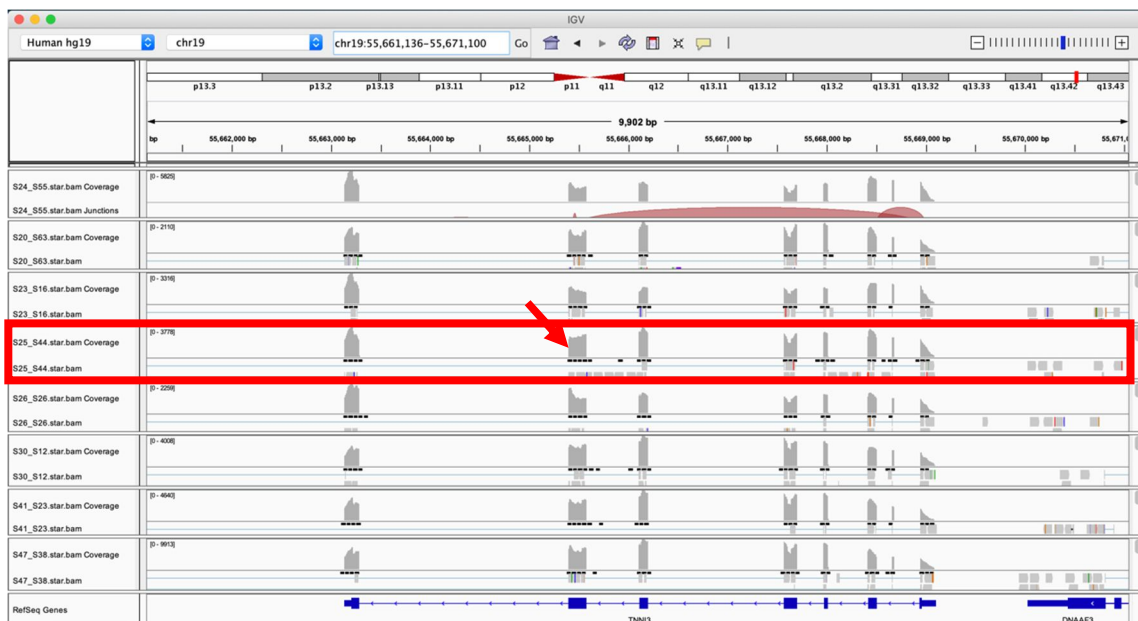 IGV
Human hg19 chr19 chr19:55,661,136-55,671,100 Go
p13.3 p13.2 p13.13 p13.11 p12 p11 q11 q12 q13.11 q13.12 q13.2 q13.31 q13.32 q13.33 q13.41 q13.42 q13.43
9,902 bp
bp 55,662,000 bp 55,663,000 bp 55,664,000 bp 55,665,000 bp 55,666,000 bp 55,667,000 bp 55,668,000 bp 55,669,000 bp 55,670,000 bp 55,671,
S24_S55.star.bam Coverage [0 - 5825]
S24_S55.star.bam Junctions
S20_S63.star.bam Coverage [0 - 2110]
S20_S63.star.bam
S23_S16.star.bam Coverage [0 - 3316]
S23_S16.star.bam
S25_S44.star.bam Coverage [0 - 3778]
S25_S44.star.bam
S26_S26.star.bam Coverage [0 - 2259]
S26_S26.star.bam
S30_S12.star.bam Coverage [0 - 4008]
S30_S12.star.bam
S41_S23.star.bam Coverage [0 - 4640]
S41_S23.star.bam
S47_S38.star.bam Coverage [0 - 9913]
S47_S38.star.bam
RefSeq Genes
TNNI3 DNAAF3